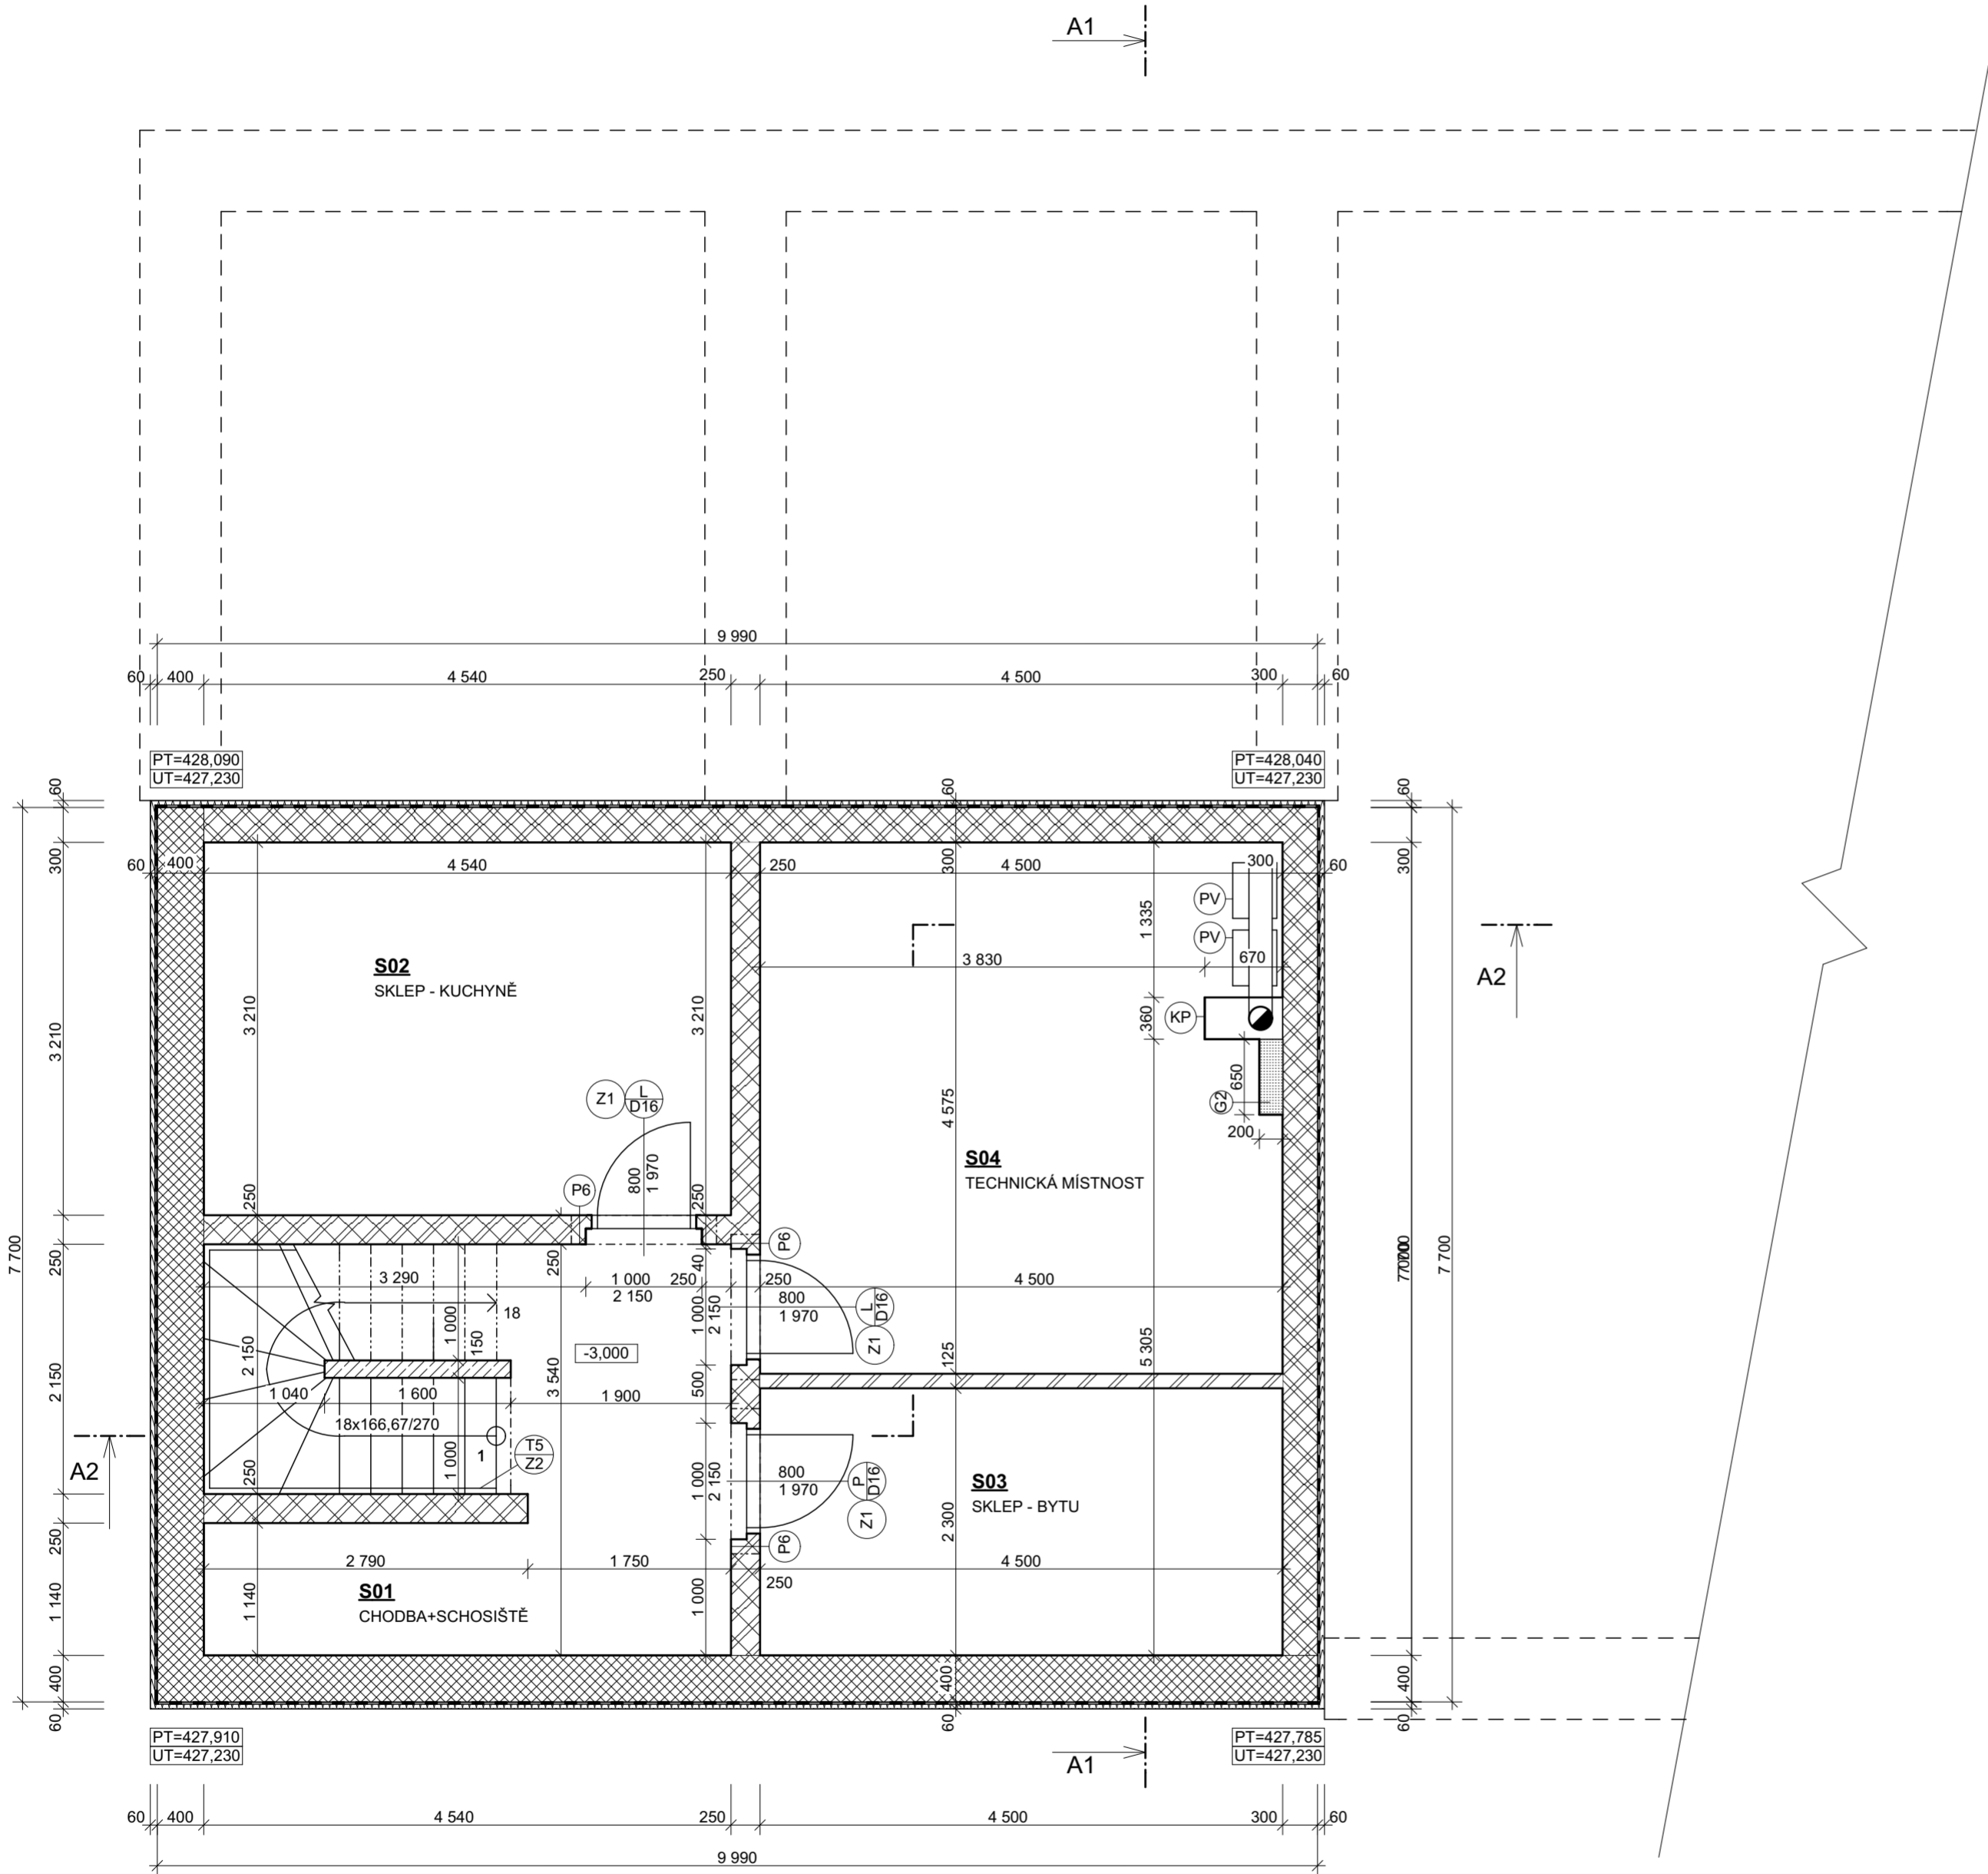 A1
9 990
60
400
4 540
250
4 500
300
60
PT=428,090
UT=427,230
PT=428,040
UT=427,230
60
60
60
60
400
4 540
250
300
4 500
300
60
300
300
PV
1 335
PV
3 830
670
A2
S02
SKLEP - KUCHYNĚ
3 210
3 210
3 210
KP
360
650
G2
200
Z1
L
D16
4 575
800
1 970
S04
TECHNICKÁ MÍSTNOST
P6
250
250
P6
7 700
250
250
40
7 700
3 290
1 000
2 150
250
250
4 500
18
1 000
150
1 000
2 150
800
1 970
L
D16
Z1
2 150
2 150
-3,000
3 540
125
5 305
1 040
1 600
1 900
500
18x166,67/270
1
T5
Z2
A2
250
1 000
1 000
2 150
800
1 970
P
D16
Z1
S03
SKLEP - BYTU
2 300
250
P6
2 790
1 750
4 500
250
S01
CHODBA+SCHOSIŠTĚ
1 140
1 140
1 000
400
400
400
60
60
60
PT=427,910
UT=427,230
PT=427,785
UT=427,230
A1
60
400
4 540
250
4 500
300
60
9 990